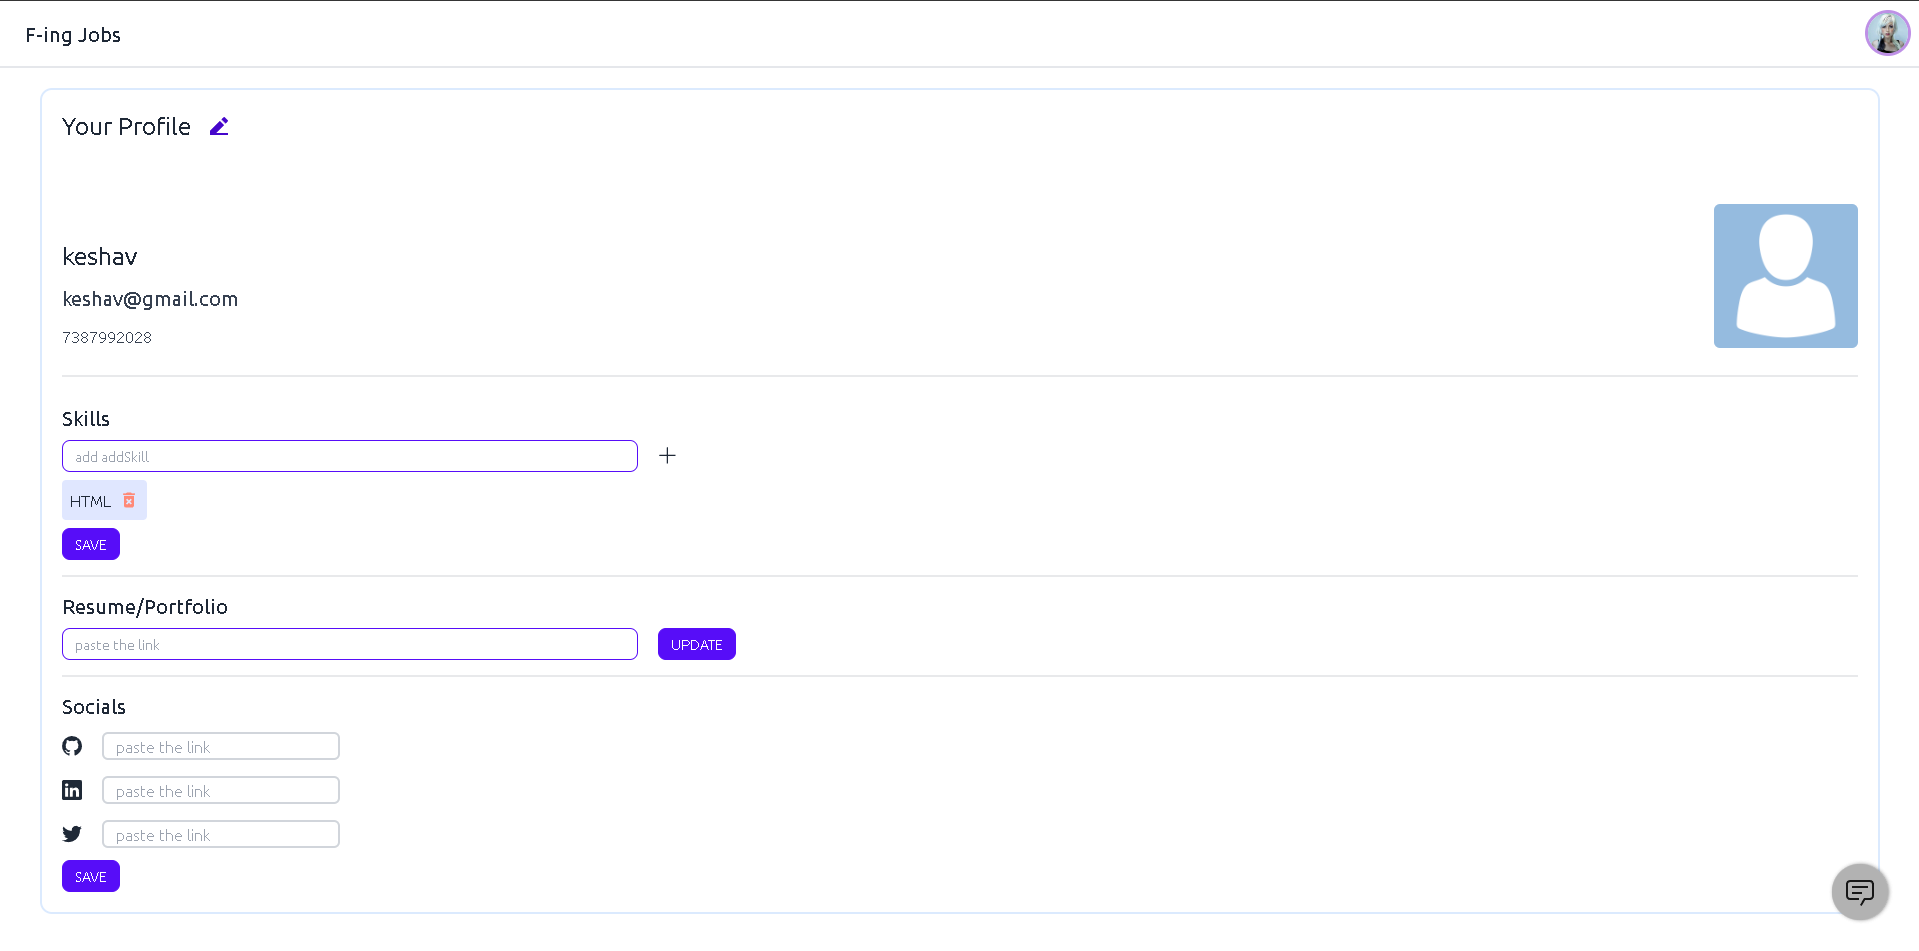 F-ing Jobs
Your Profile
keshav
keshav@gmail.com
7387992028
Skills
add addSkill
HTML
SAVE
Resume/Portfolio
paste the link
UPDATE
Socials
paste the link
in paste the link
paste the link
SAVE